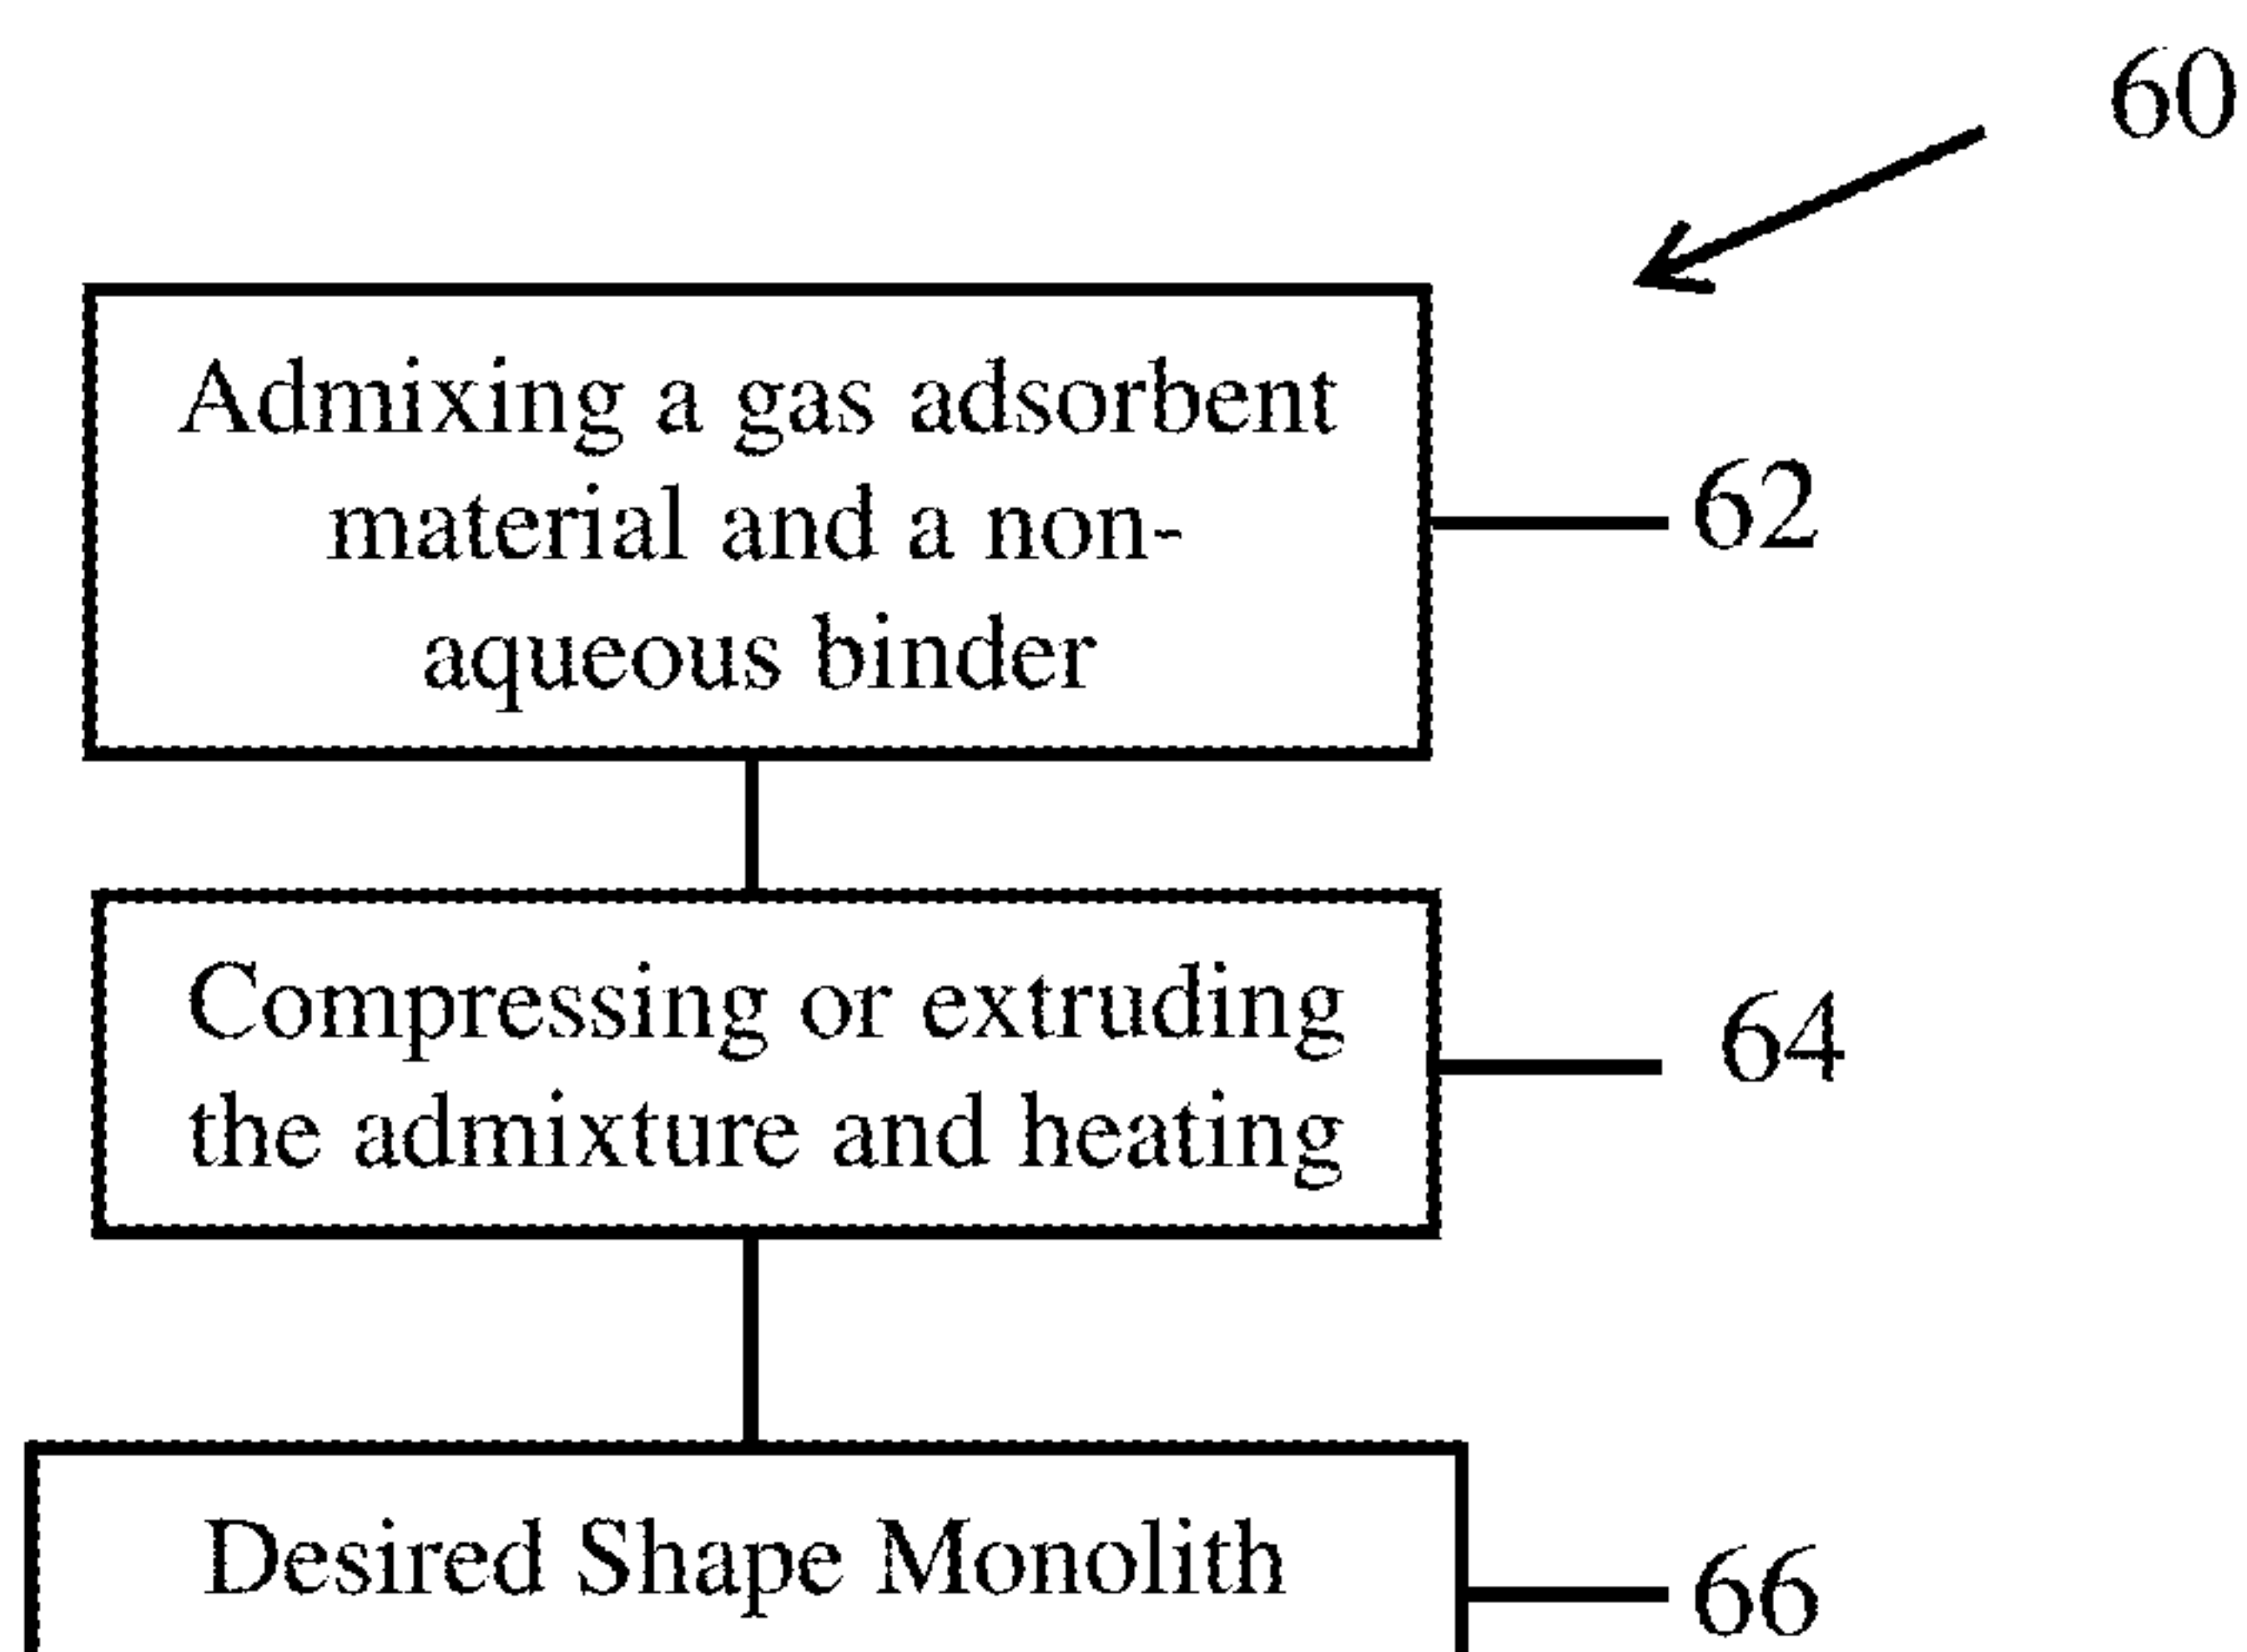 60
Admixing a gas adsorbent
material and a non-
aqueous binder
62
Compressing or extruding
the admixture and heating
64
Desired Shape Monolith
66